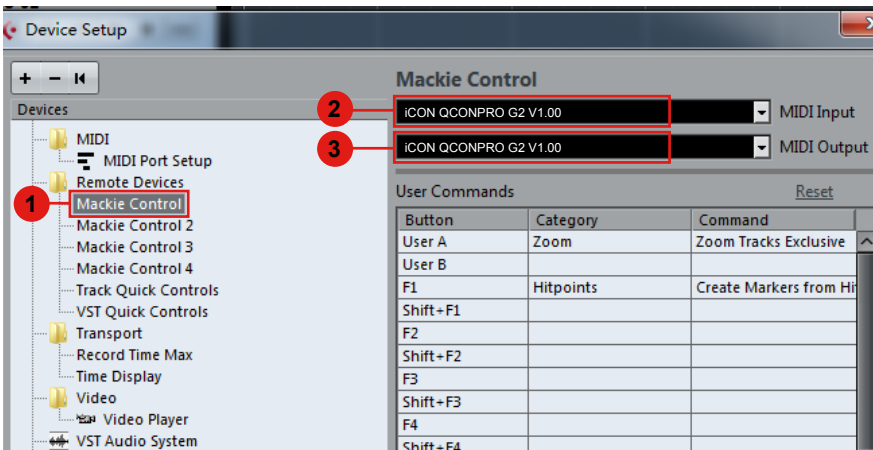 Device Setup
Devices
MIDI
MIDI Port Setup
Remote Devices
1
Mackie Control
Mackie Control 2
Mackie Control 3
Mackie Control 4
Track Quick Controls
VST Quick Controls
Transport
Record Time Max
Time Display
Video
Video Player
VST Audio System
Mackie Control
2 iCON QCONPRO G2 V1.00 MIDI Input
3 iCON QCONPRO G2 V1.00 MIDI Output
User Commands Reset
Button Category Command
User A Zoom Zoom Tracks Exclusive
User B
F1 Hitpoints Create Markers from Hi
Shift+F1
F2
Shift+F2
F3
Shift+F3
F4
Shift+F4